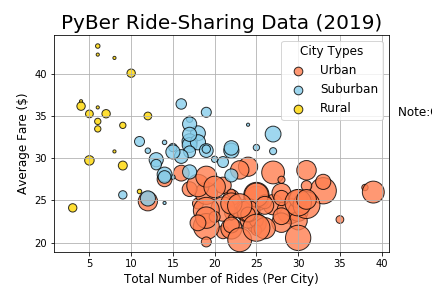 PyBer Ride-Sharing Data (2019)
City Types
Urban
Suburban
Rural
Note:
Average Fare ($)
40
35
30
25
20
5
10
15
20
25
30
35
40
Total Number of Rides (Per City)